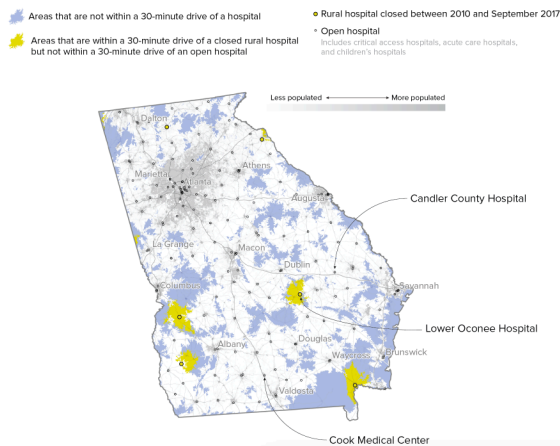 Areas that are not within a 30-minute drive of a hospital
Areas that are within a 30-minute drive of a closed rural hospital
but not within a 30-minute drive of an open hospital
Rural hospital closed between 2010 and September 2017
Open hospital
Includes critical access hospitals, acute care hospitals,
and children's hospitals
Less populated
More populated
Dalton
Athens
Marietta
Atlanta
Augusta
Candler County Hospital
La Grange
Macon
Dublin
Columbus
Savannah
Lower Oconee Hospital
Albany
Douglas
Waycross
Brunswick
Valdosta
Cook Medical Center